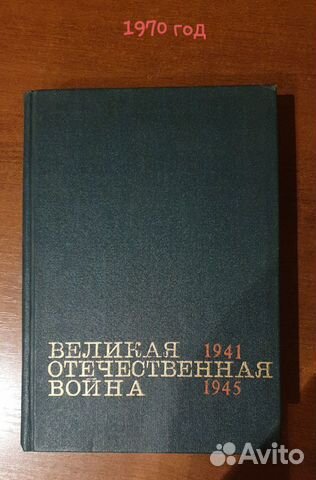 1970 год
ВЕЛИКАЯ 1941
ОТЕЧЕСТВЕННАЯ
ВОЙНА 1945
Avito